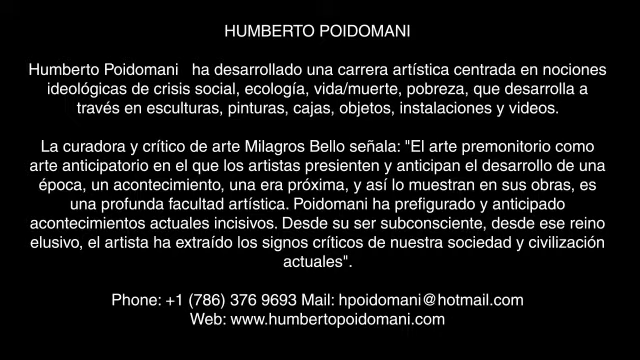 HUMBERTO POIDOMANI
Humberto Poidomani ha desarrollado una carrera artística centrada en nociones
ideológicas de crisis social, ecología, vida/muerte, pobreza, que desarrolla a
través en esculturas, pinturas, cajas, objetos, instalaciones y videos.
La curadora y crítico de arte Milagros Bello señala: "El arte premonitorio como
arte anticipatorio en el que los artistas presienten y anticipan el desarrollo de una
época, un acontecimiento, una era próxima, y así lo muestran en sus obras, es
una profunda facultad artística. Poidomani ha prefigurado y anticipado
acontecimientos actuales incisivos. Desde su ser subconsciente, desde ese reino
elusivo, el artista ha extraído los signos críticos de nuestra sociedad y civilización
actuales".
Phone: +1 (786) 376 9693 Mail: hpoidomani@hotmail.com
Web: www.humbertopoidomani.com